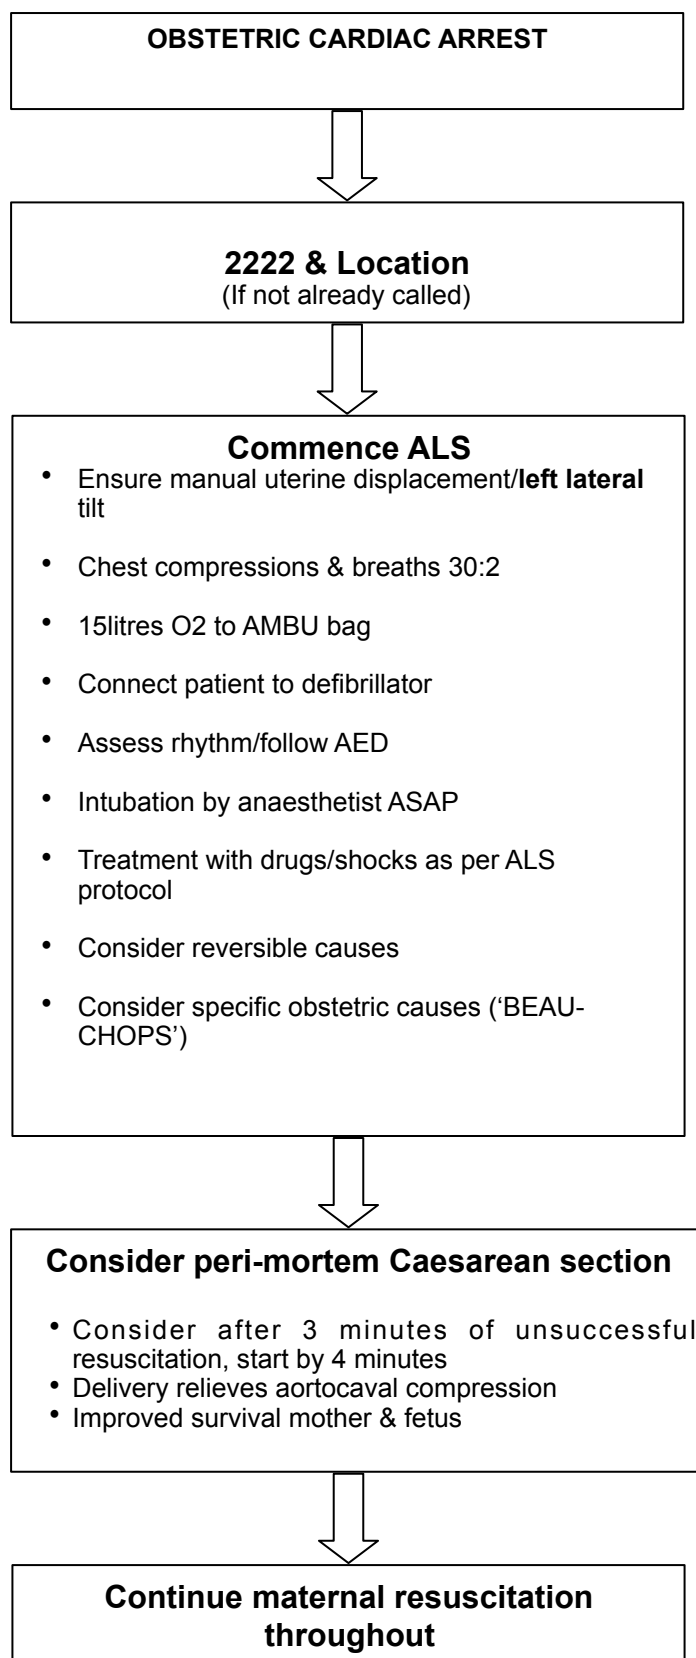 OBSTETRIC CARDIAC ARREST
2222 & Location
(If not already called)
Commence ALS
• Ensure manual uterine displacement/left lateral
tilt
• Chest compressions & breaths 30:2
• 15litres O2 to AMBU bag
• Connect patient to defibrillator
• Assess rhythm/follow AED
• Intubation by anaesthetist ASAP
• Treatment with drugs/shocks as per ALS
protocol
• Consider reversible causes
• Consider specific obstetric causes (‘BEAU-
CHOPS’)
Consider peri-mortem Caesarean section
• Consider after 3 minutes of unsuccessful
resuscitation, start by 4 minutes
• Delivery relieves aortocaval compression
• Improved survival mother & fetus
Continue maternal resuscitation
throughout